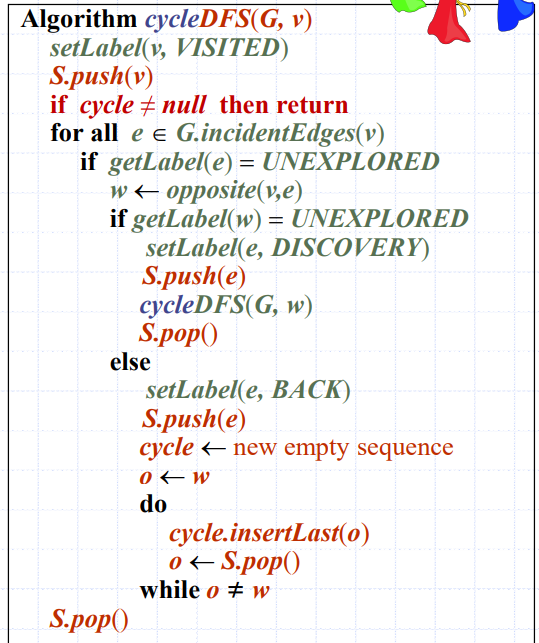 Algorithm cycleDFS(G, v)
setLabel(v, VISITED)
S.push(v)
if cycle ≠ null then return
for all e ∈ G.incidentEdges(v)
if getLabel(e) = UNEXPLORED
w ← opposite(v,e)
if getLabel(w) = UNEXPLORED
setLabel(e, DISCOVERY)
S.push(e)
cycleDFS(G, w)
S.pop()
else
setLabel(e, BACK)
S.push(e)
cycle ← new empty sequence
o ← w
do
cycle.insertLast(o)
o ← S.pop()
while o ≠ w
S.pop()